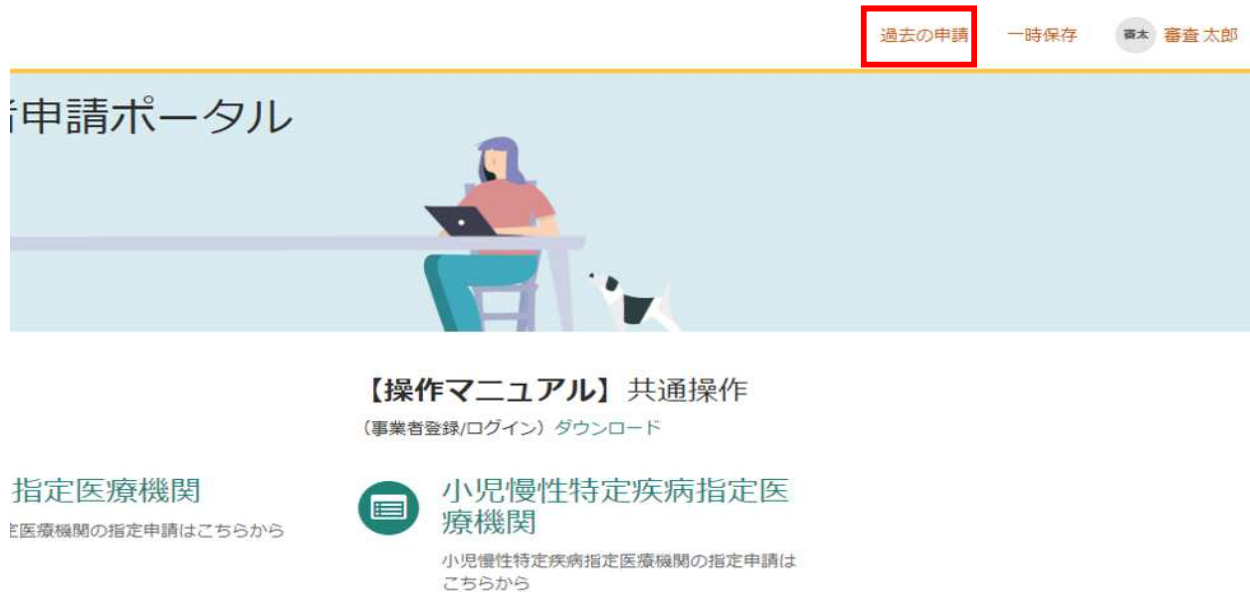 過去の申請 一時保存 審太 審査 太郎
申請ポータル
【操作マニュアル】共通操作
（事業者登録/ログイン）ダウンロード
指定医療機関
定医療機関の指定申請はこちらから
小児慢性特定疾病指定医
療機関
小児慢性特定疾病指定医療機関の指定申請は
こちらから